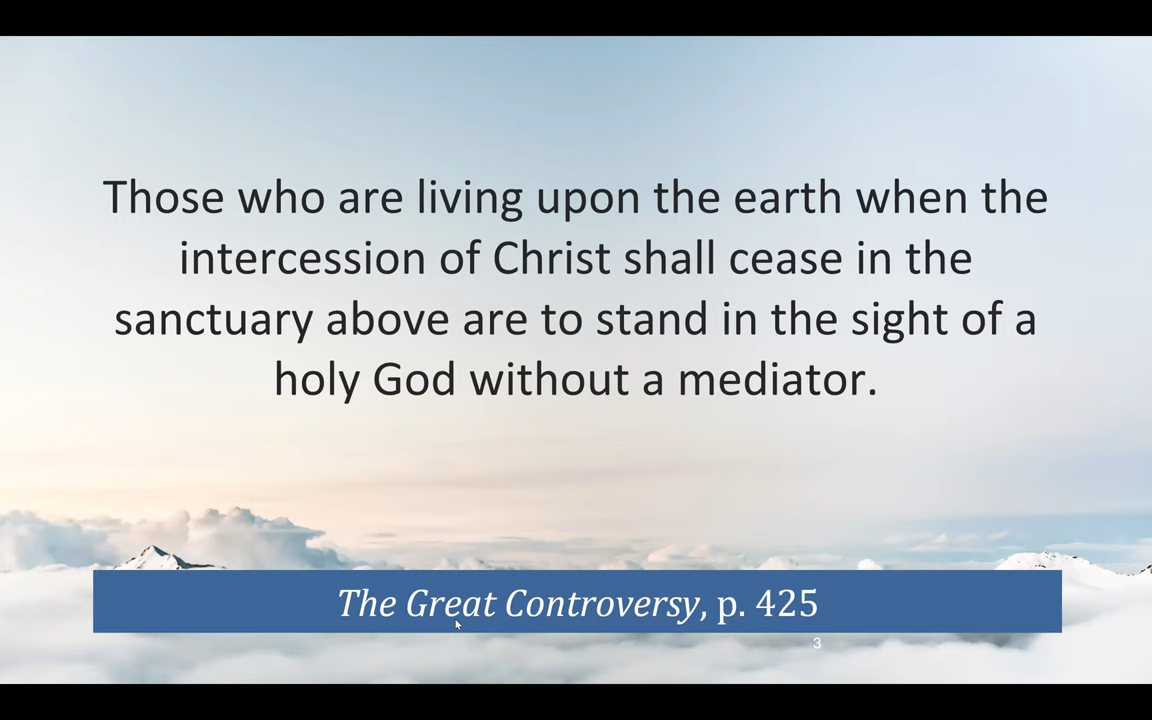 Those who are living upon the earth when the
intercession of Christ shall cease in the
sanctuary above are to stand in the sight of a
holy God without a mediator.
The Great Controversy, p. 425
3